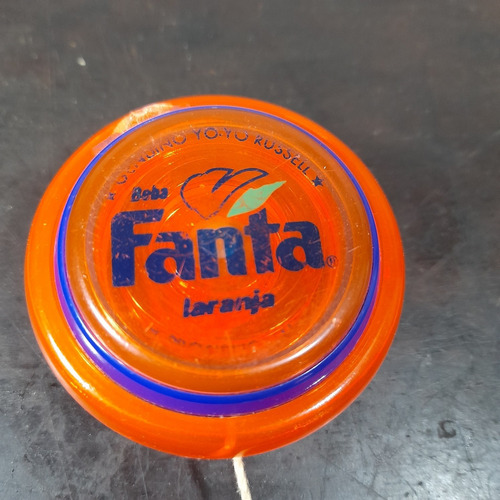 ★ GENUINO YO-YO RUSSELL ★
Beba
Fanta®
laranja